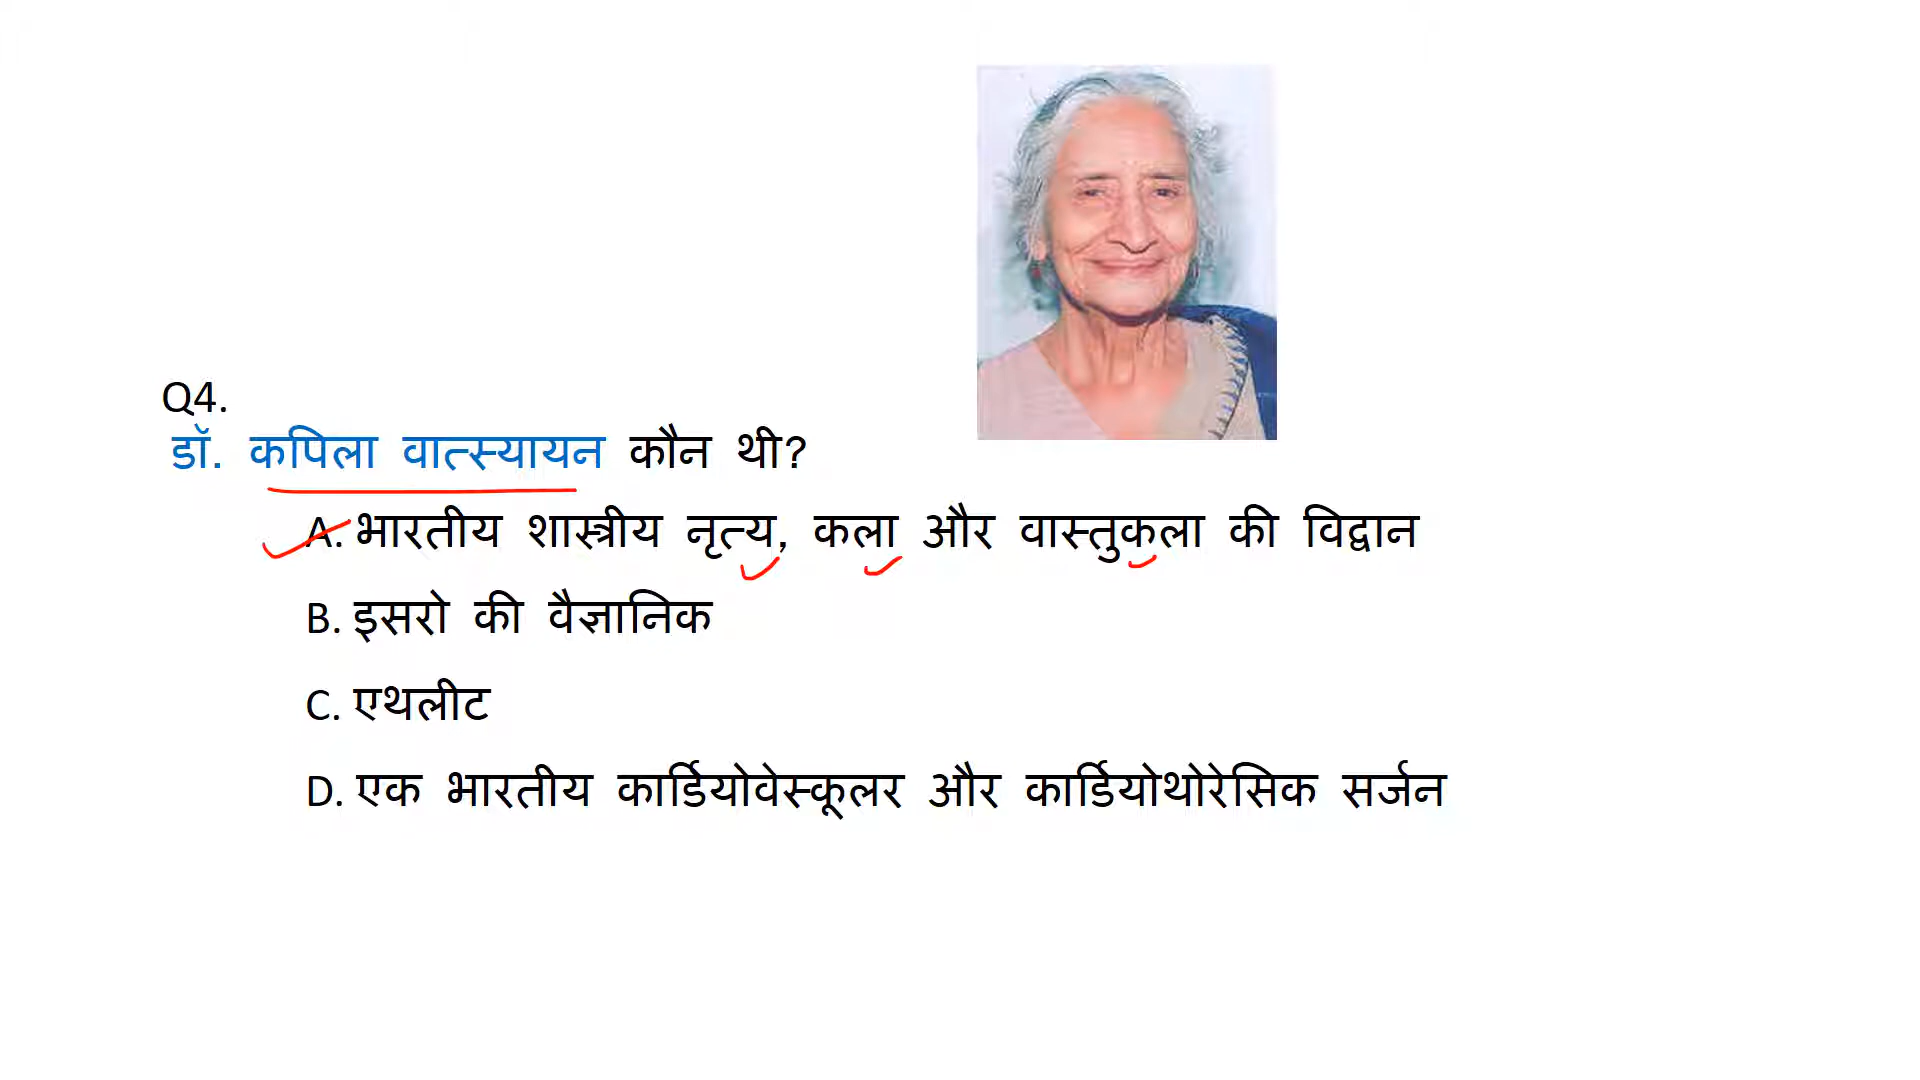 Q4.
डॉ. कपिला वात्स्यायन कौन थी?
A. भारतीय शास्त्रीय नृत्य, कला और वास्तुकला की विद्वान
B. इसरो की वैज्ञानिक
C. एथलीट
D. एक भारतीय कार्डियोवेस्कूलर और कार्डियोथोरेसिक सर्जन